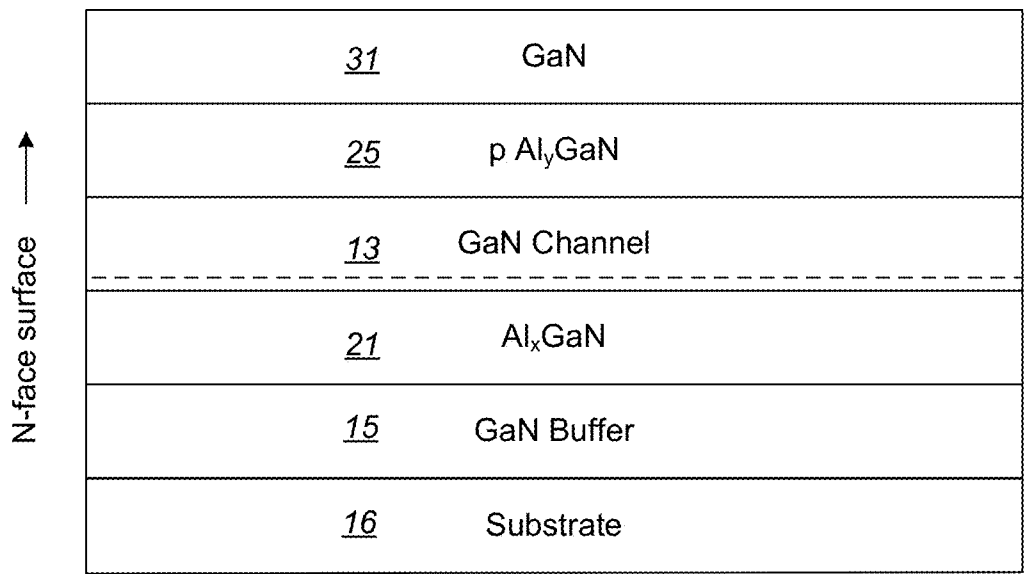 31 GaN
25 p AlyGaN
13 GaN Channel
21 AlxGaN
15 GaN Buffer
16 Substrate
N-face surface